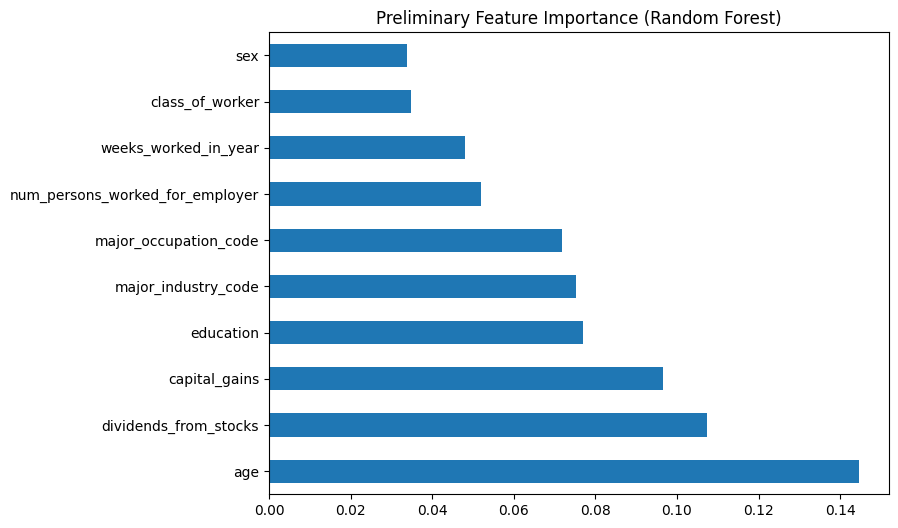 Preliminary Feature Importance (Random Forest)
sex
class_of_worker
weeks_worked_in_year
num_persons_worked_for_employer
major_occupation_code
major_industry_code
education
capital_gains
dividends_from_stocks
age
0.00 0.02 0.04 0.06 0.08 0.10 0.12 0.14